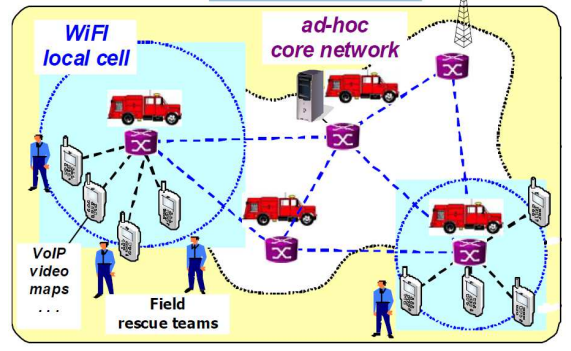 WiFI
local cell
ad-hoc
core network
VoIP
video
maps
. . .
Field
rescue teams